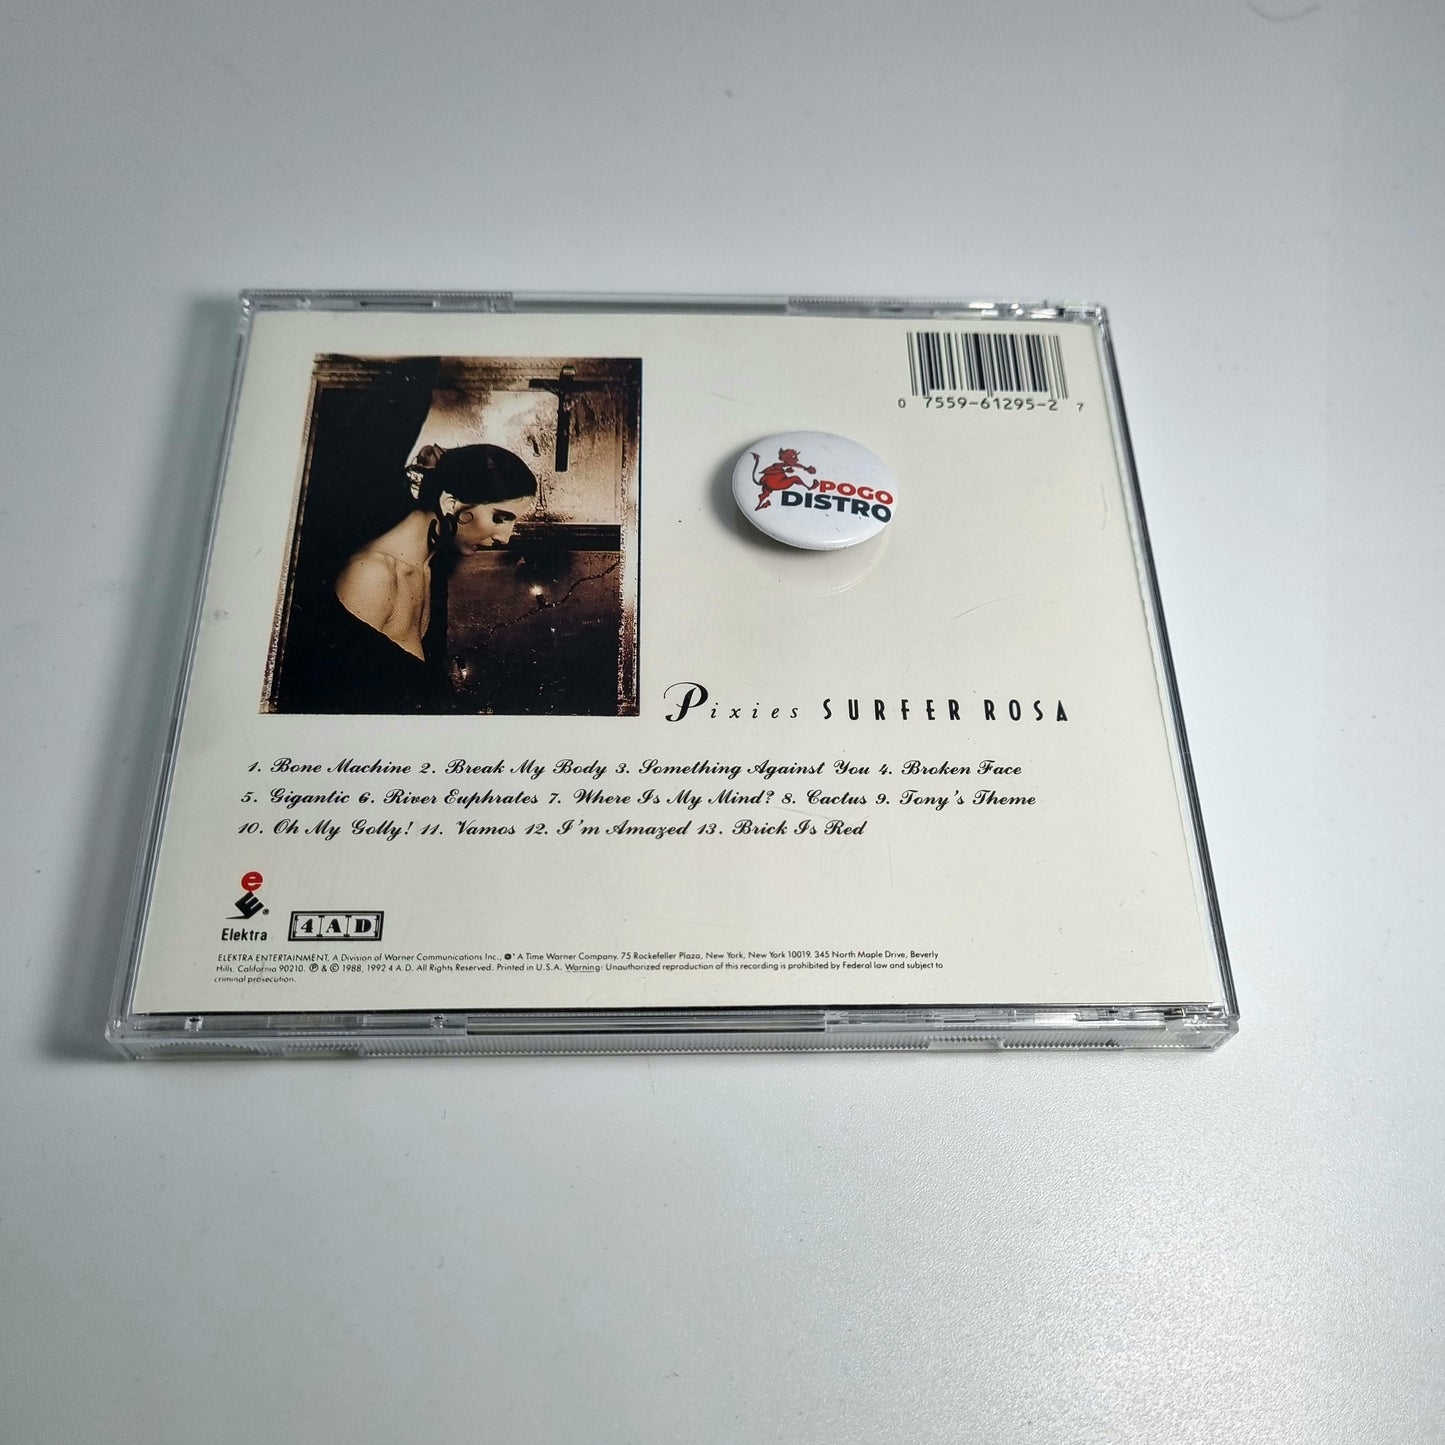 0 7559-61295-2 7
POGO
DISTRO
Pixies SURFER ROSA
1. Bone Machine 2. Break My Body 3. Something Against You 4. Broken Face
5. Gigantic 6. River Euphrates 7. Where Is My Mind? 8. Cactus 9. Tony's Theme
10. Oh My Golly! 11. Vamos 12. I'm Amazed 13. Brick Is Red
e
E®
Elektra
4AD
ELEKTRA ENTERTAINMENT, A Division of Warner Communications Inc., A Time Warner Company. 75 Rockefeller Plaza, New York, New York 10019. 345 North Maple Drive, Beverly
Hills, California 90210. ℗ & © 1988, 1992 4 A D. All Rights Reserved. Printed in U.S.A. Warning: Unauthorized reproduction of this recording is prohibited by Federal law and subject to
criminal prosecution.